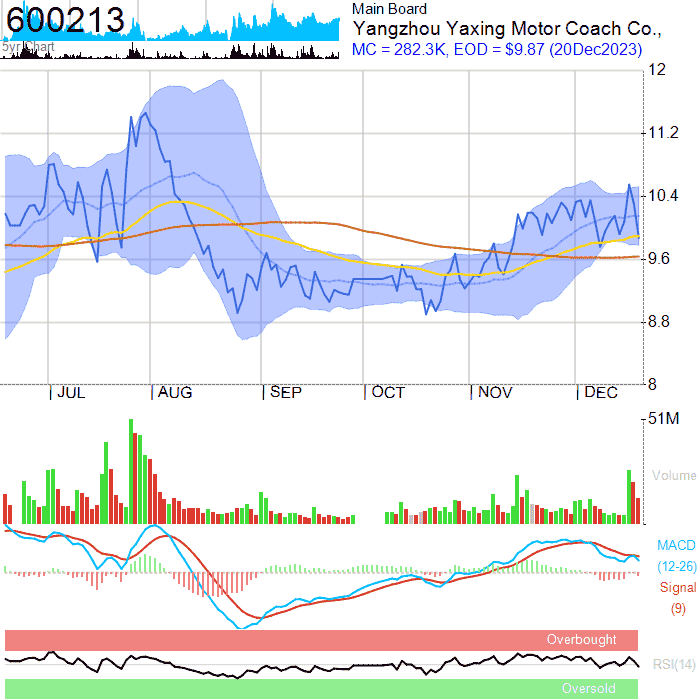 600213
5yr Chart
Main Board
Yangzhou Yaxing Motor Coach Co.,
MC = 282.3K, EOD = $9.87 (20Dec2023)
12
11.2
10.4
9.6
8.8
8
JUL
AUG
SEP
OCT
NOV
DEC
51M
Volume
MACD
(12-26)
Signal
(9)
Overbought
RSI(14)
Oversold